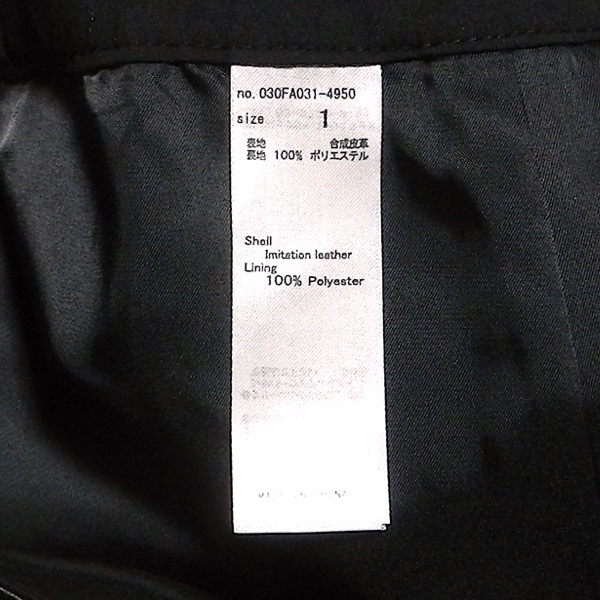 no. 030FA031-4950
size 1
表地 合成皮革
裏地 100% ポリエステル
Shell
Imitation leather
Lining
100% Polyester